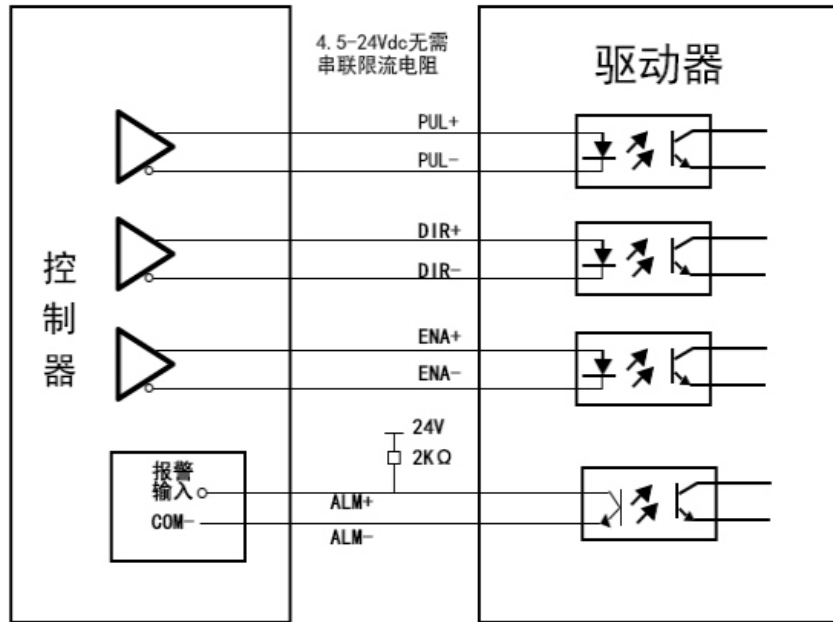 4.5-24Vdc无需
串联限流电阻
驱动器
PUL+
PUL-
DIR+
DIR-
控制器
ENA+
ENA-
24V
2KΩ
报警
输入
ALM+
COM-
ALM-